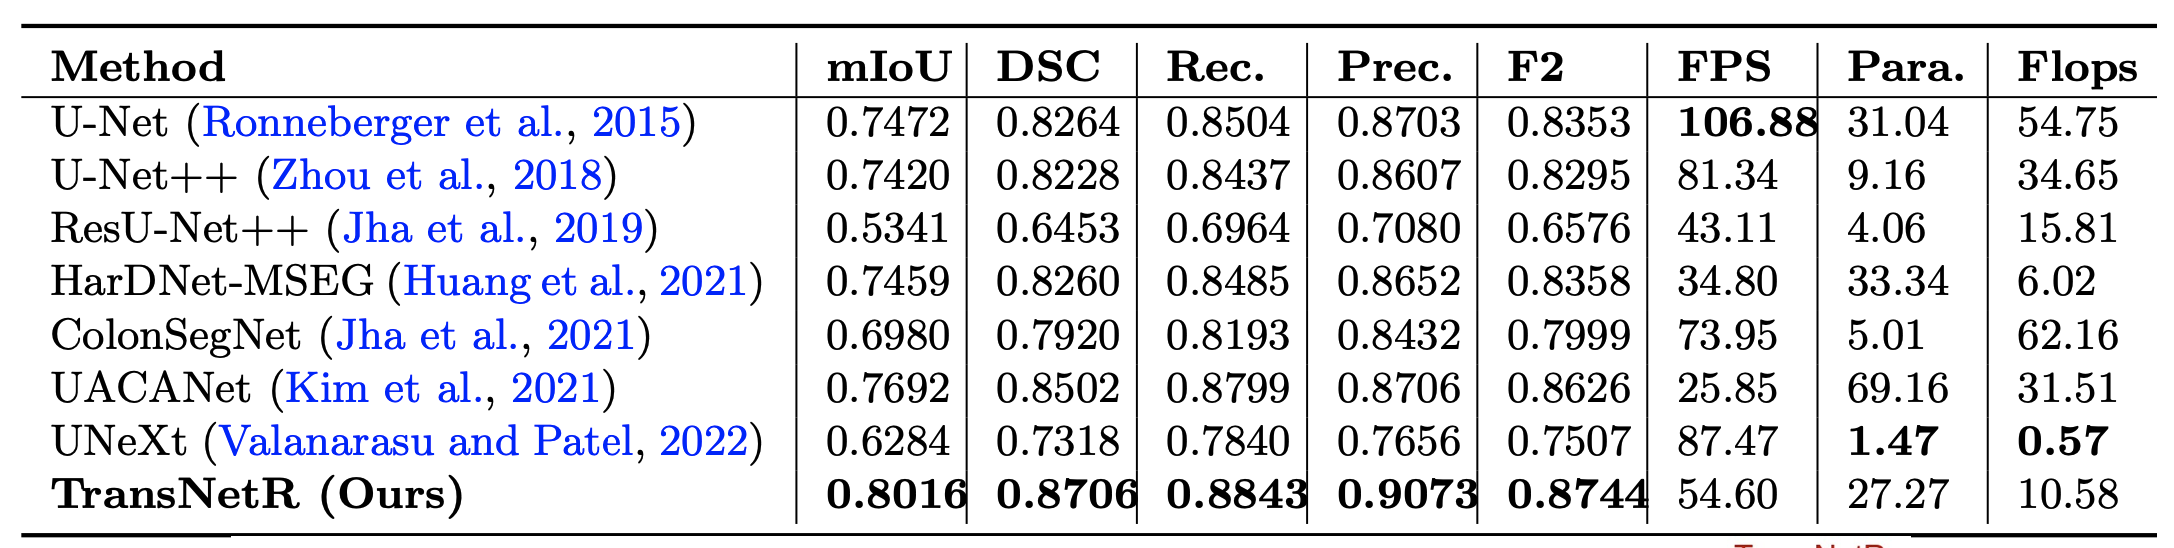 Method mIoU DSC Rec. Prec. F2 FPS Para. Flops
U-Net (Ronneberger et al., 2015) 0.7472 0.8264 0.8504 0.8703 0.8353 106.88 31.04 54.75
U-Net++ (Zhou et al., 2018) 0.7420 0.8228 0.8437 0.8607 0.8295 81.34 9.16 34.65
ResU-Net++ (Jha et al., 2019) 0.5341 0.6453 0.6964 0.7080 0.6576 43.11 4.06 15.81
HarDNet-MSEG (Huang et al., 2021) 0.7459 0.8260 0.8485 0.8652 0.8358 34.80 33.34 6.02
ColonSegNet (Jha et al., 2021) 0.6980 0.7920 0.8193 0.8432 0.7999 73.95 5.01 62.16
UACANet (Kim et al., 2021) 0.7692 0.8502 0.8799 0.8706 0.8626 25.85 69.16 31.51
UNeXt (Valanarasu and Patel, 2022) 0.6284 0.7318 0.7840 0.7656 0.7507 87.47 1.47 0.57
TransNetR (Ours) 0.8016 0.8706 0.8843 0.9073 0.8744 54.60 27.27 10.58